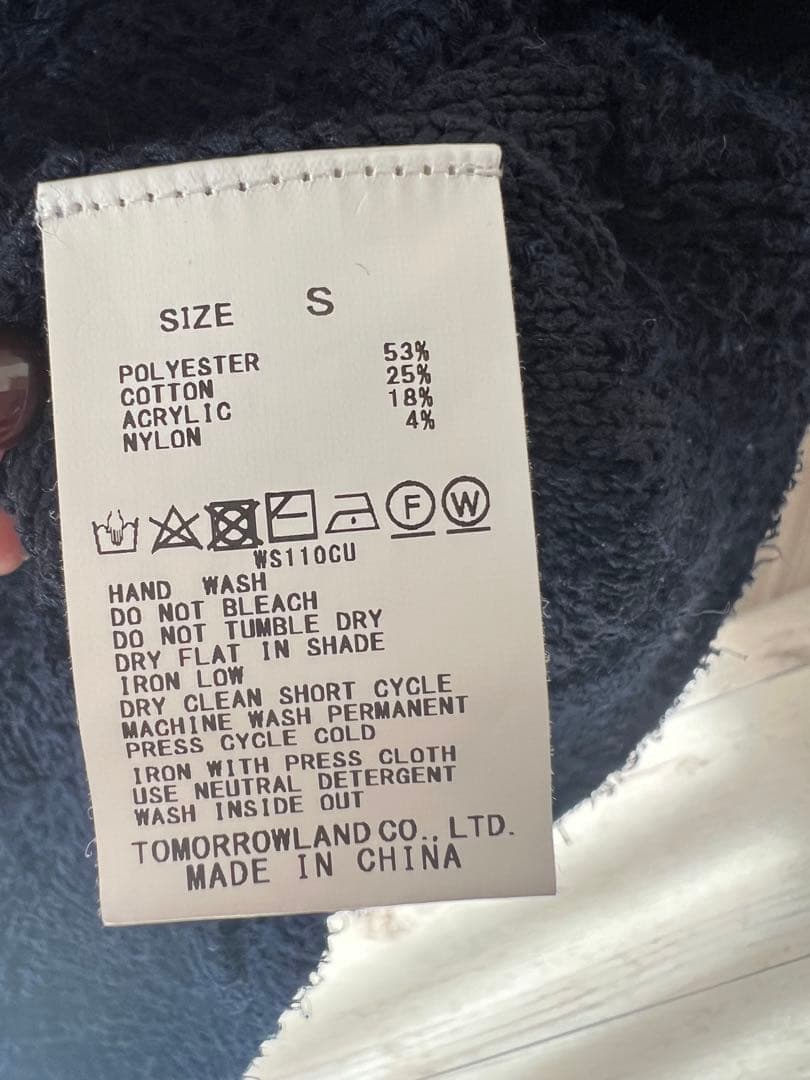 SIZE S
POLYESTER 53%
COTTON 25%
ACRYLIC 18%
NYLON 4%
F W
WS110CU
HAND WASH
DO NOT BLEACH
DO NOT TUMBLE DRY
DRY FLAT IN SHADE
IRON LOW
DRY CLEAN SHORT CYCLE
MACHINE WASH PERMANENT
PRESS CYCLE COLD
IRON WITH PRESS CLOTH
USE NEUTRAL DETERGENT
WASH INSIDE OUT
TOMORROWLAND CO., LTD.
MADE IN CHINA